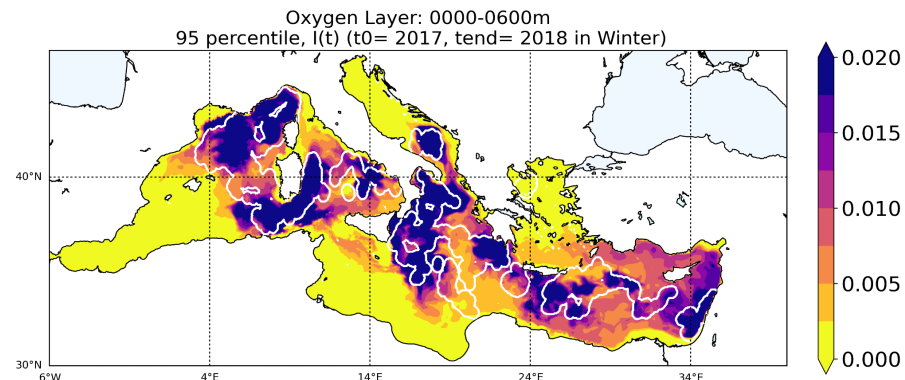 Oxygen Layer: 0000-0600m
95 percentile, I(t) (t0= 2017, tend= 2018 in Winter)
0.020
0.015
40°N
0.010
0.005
0.000
30°N
6°W 4°E 14°E 24°E 34°E